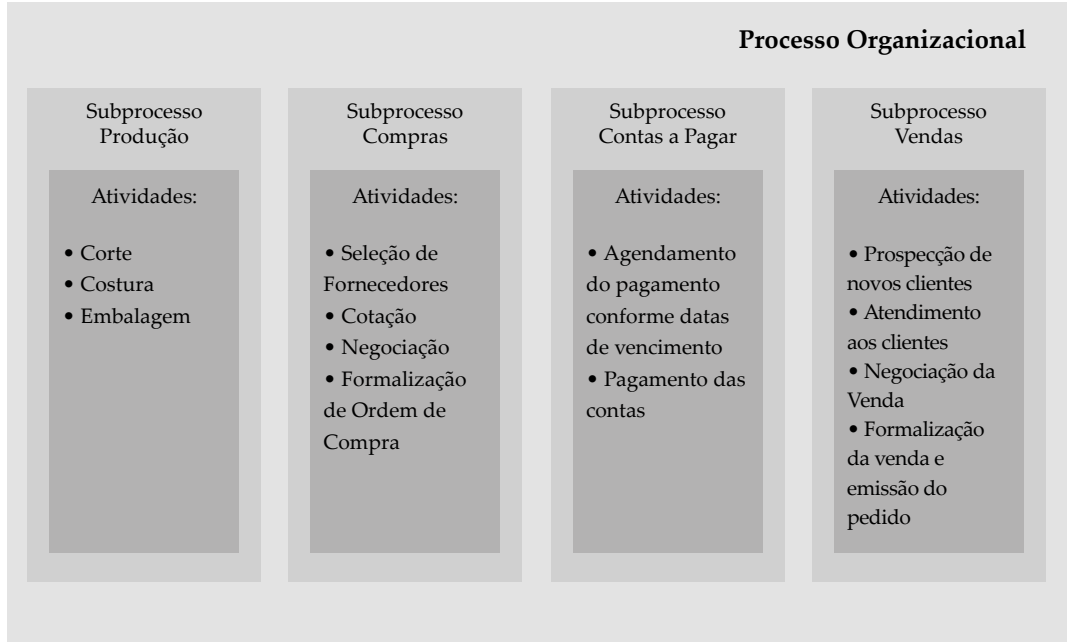 Processo Organizacional
Subprocesso
Produção
Atividades:
• Corte
• Costura
• Embalagem
Subprocesso
Compras
Atividades:
• Seleção de
Fornecedores
• Cotação
• Negociação
• Formalização
de Ordem de
Compra
Subprocesso
Contas a Pagar
Atividades:
• Agendamento
do pagamento
conforme datas
de vencimento
• Pagamento das
contas
Subprocesso
Vendas
Atividades:
• Prospecção de
novos clientes
• Atendimento
aos clientes
• Negociação da
Venda
• Formalização
da venda e
emissão do
pedido